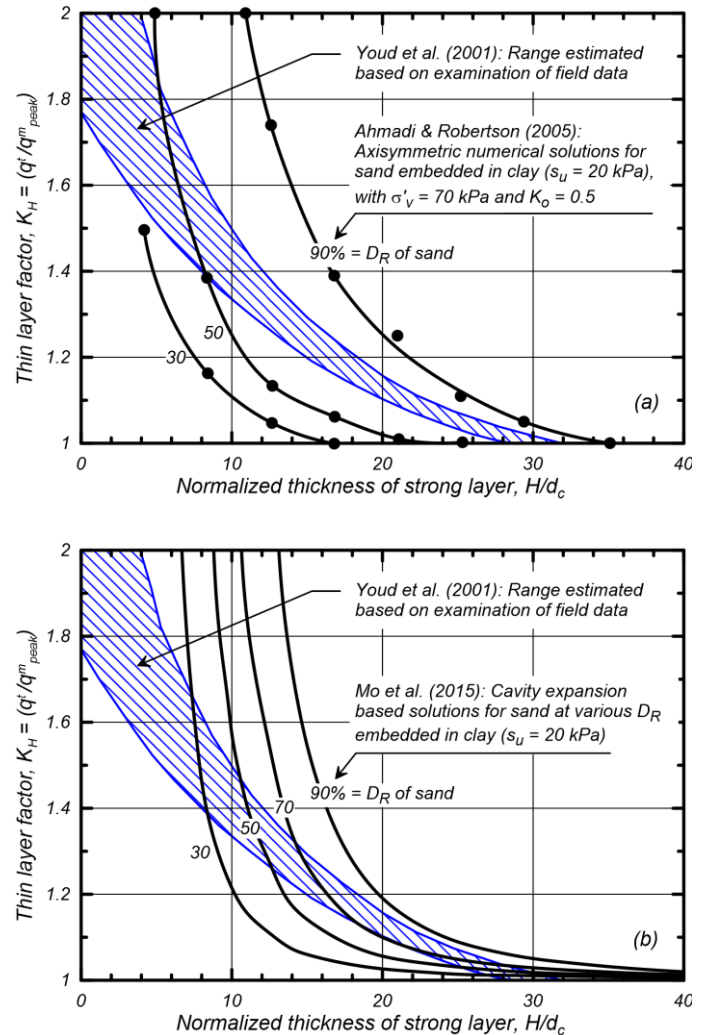 2
1.8
1.6
1.4
1.2
1
Thin layer factor, K_H = (q^t/q^m_peak)
Youd et al. (2001): Range estimated
based on examination of field data
Ahmadi & Robertson (2005):
Axisymmetric numerical solutions for
sand embedded in clay (s_u = 20 kPa),
with σ'_v = 70 kPa and K_o = 0.5
90% = D_R of sand
50
30
(a)
0 10 20 30 40
Normalized thickness of strong layer, H/d_c
2
1.8
1.6
1.4
1.2
1
Thin layer factor, K_H = (q^t/q^m_peak)
Youd et al. (2001): Range estimated
based on examination of field data
Mo et al. (2015): Cavity expansion
based solutions for sand at various D_R
embedded in clay (s_u = 20 kPa)
90% = D_R of sand
70
50
30
(b)
0 10 20 30 40
Normalized thickness of strong layer, H/d_c